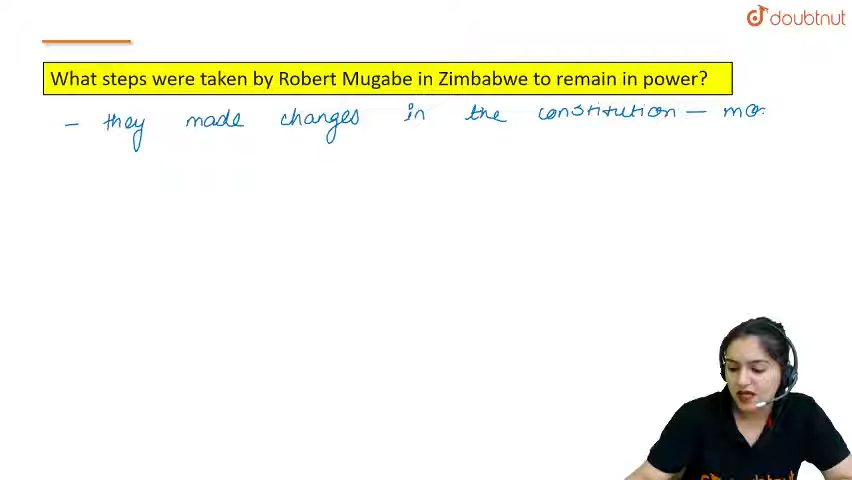 doubtnut
What steps were taken by Robert Mugabe in Zimbabwe to remain in power?
- they made changes in the constitution -
doubtnut